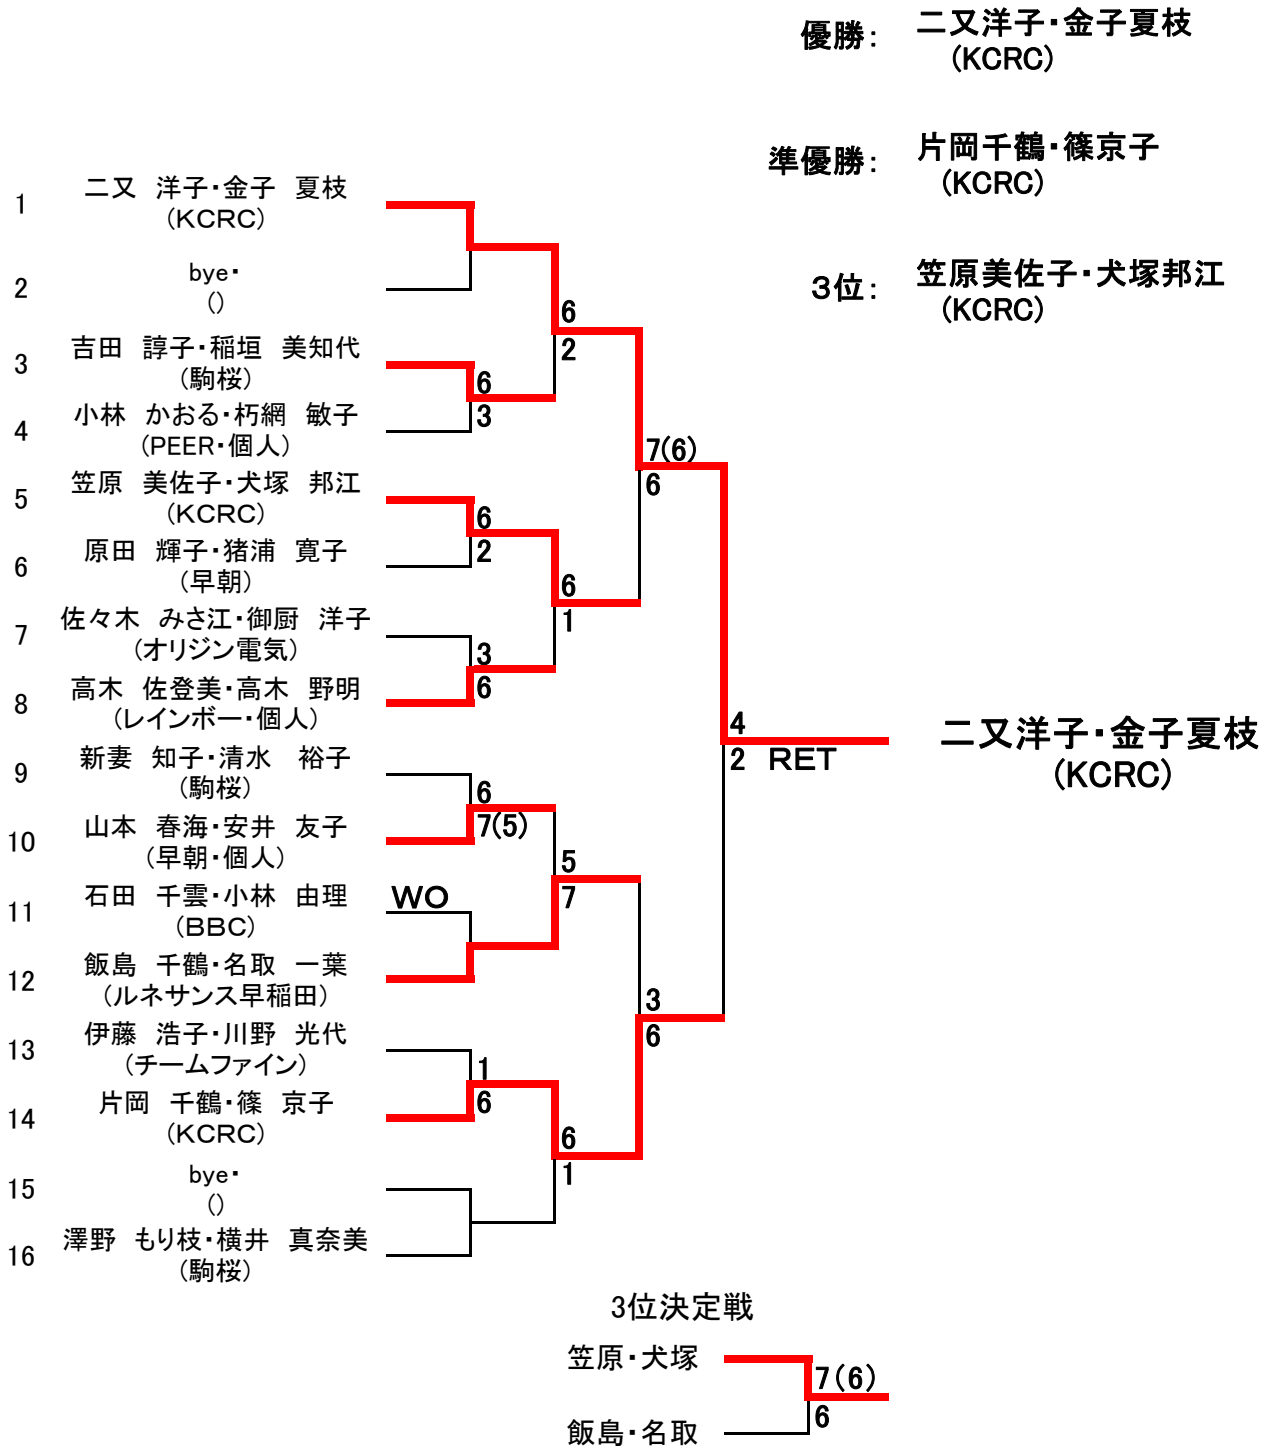 優勝： 二又洋子・金子夏枝
(KCRC)
準優勝： 片岡千鶴・篠京子
(KCRC)
3位： 笠原美佐子・犬塚邦江
(KCRC)
1 二又 洋子・金子 夏枝
(KCRC)
2 bye・
()
6
2
3 吉田 諄子・稲垣 美知代
(駒桜)
6
3
4 小林 かおる・朽網 敏子
(PEER・個人)
7(6)
6
5 笠原 美佐子・犬塚 邦江
(KCRC)
6
2
6 原田 輝子・猪浦 寛子
(早朝)
6
1
7 佐々木 みさ江・御厨 洋子
(オリジン電気)
3
6
8 高木 佐登美・高木 野明
(レインボー・個人)
4
2 RET
二又洋子・金子夏枝
(KCRC)
9 新妻 知子・清水 裕子
(駒桜)
6
7(5)
10 山本 春海・安井 友子
(早朝・個人)
5
7
11 石田 千雲・小林 由理
(BBC)
WO
12 飯島 千鶴・名取 一葉
(ルネサンス早稲田)
3
6
13 伊藤 浩子・川野 光代
(チームファイン)
1
6
14 片岡 千鶴・篠 京子
(KCRC)
6
1
15 bye・
()
16 澤野 もり枝・横井 真奈美
(駒桜)
3位決定戦
笠原・犬塚
7(6)
6
飯島・名取